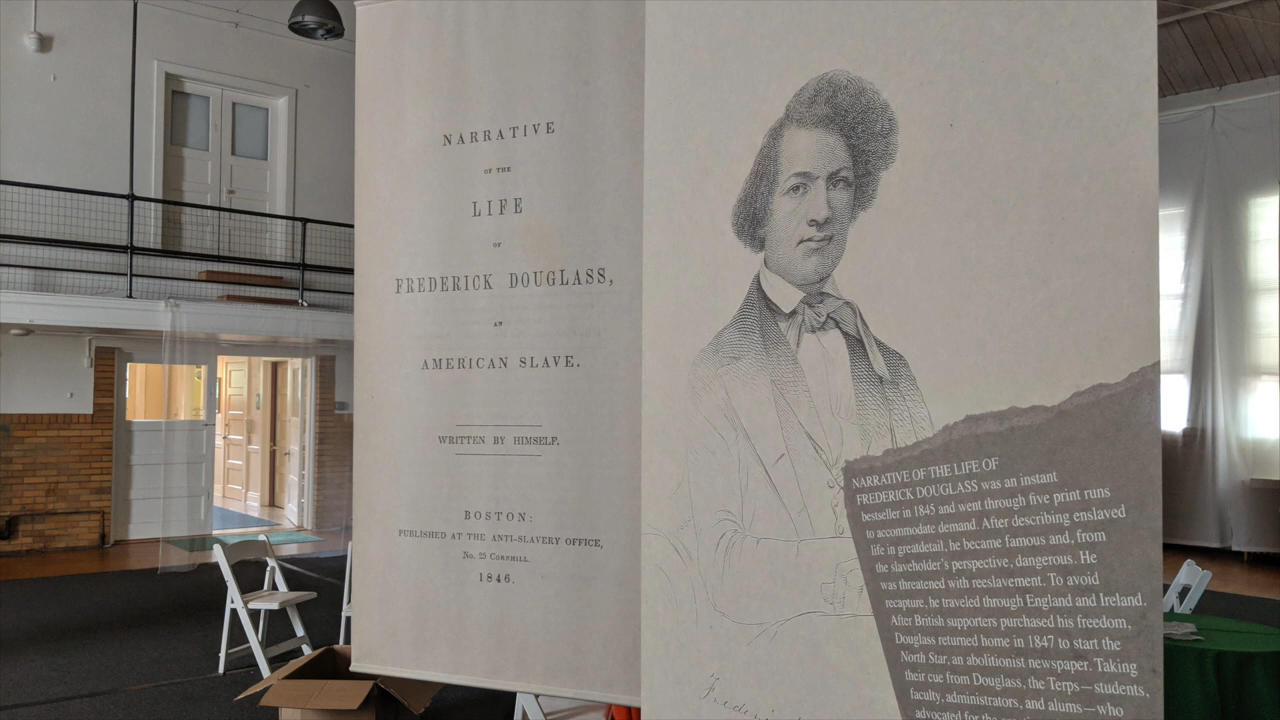 NARRATIVE
OF THE
LIFE
OF
FREDERICK DOUGLASS,
AN
AMERICAN SLAVE.
WRITTEN BY HIMSELF.
BOSTON:
PUBLISHED AT THE ANTI-SLAVERY OFFICE,
No. 25 Cornhill.
1846.
NARRATIVE OF THE LIFE OF
FREDERICK DOUGLASS was an instant
bestseller in 1845 and went through five print runs
to accommodate demand. After describing enslaved
life in greatdetail, he became famous and, from
the slaveholder's perspective, dangerous. He
was threatened with reeslavement. To avoid
recapture, he traveled through England and Ireland.
After British supporters purchased his freedom,
Douglass returned home in 1847 to start the
North Star, an abolitionist newspaper. Taking
their cue from Douglass, the Terps—students,
faculty, administrators, and alums—who
advocated for the